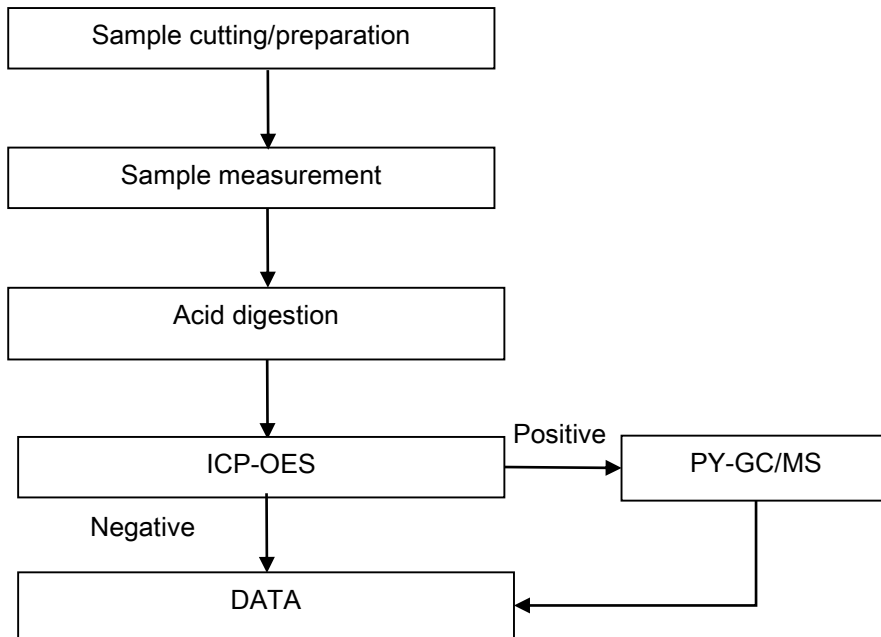 Sample cutting/preparation
Sample measurement
Acid digestion
Positive
ICP-OES
PY-GC/MS
Negative
DATA